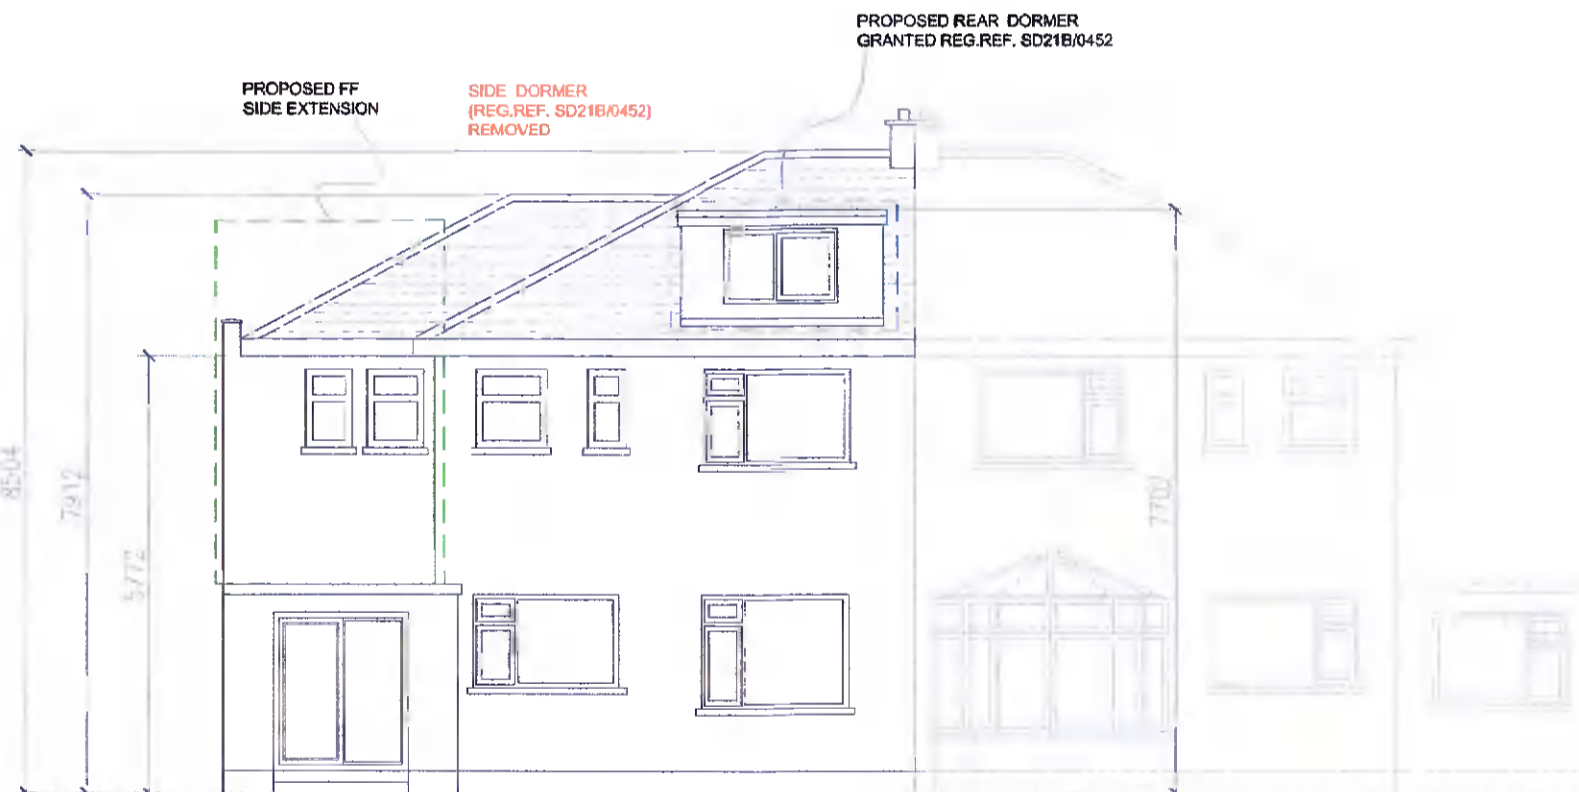 PROPOSED REAR DORMER
GRANTED REG.REF. SD21B/0452
PROPOSED FF
SIDE EXTENSION
SIDE DORMER
(REG.REF. SD21B/0452)
REMOVED
8504
7912
5772
7702